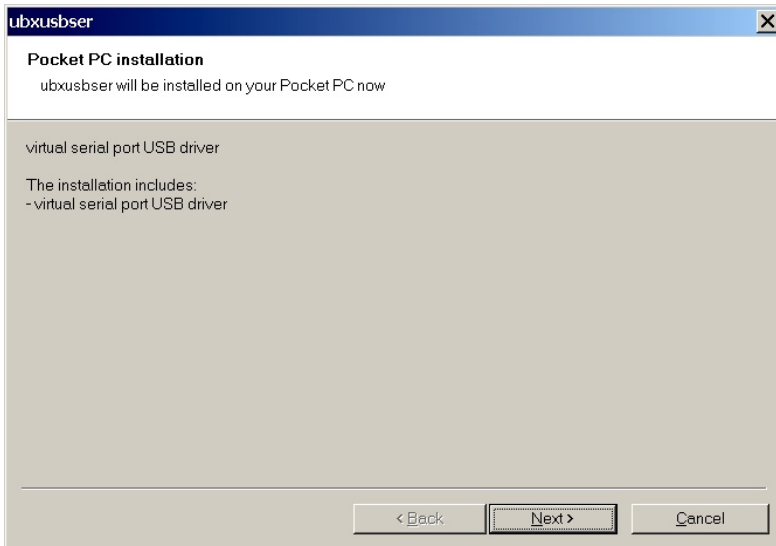 ubxusbser
Pocket PC installation
ubxusbser will be installed on your Pocket PC now
virtual serial port USB driver
The installation includes:
- virtual serial port USB driver
< Back
Next >
Cancel